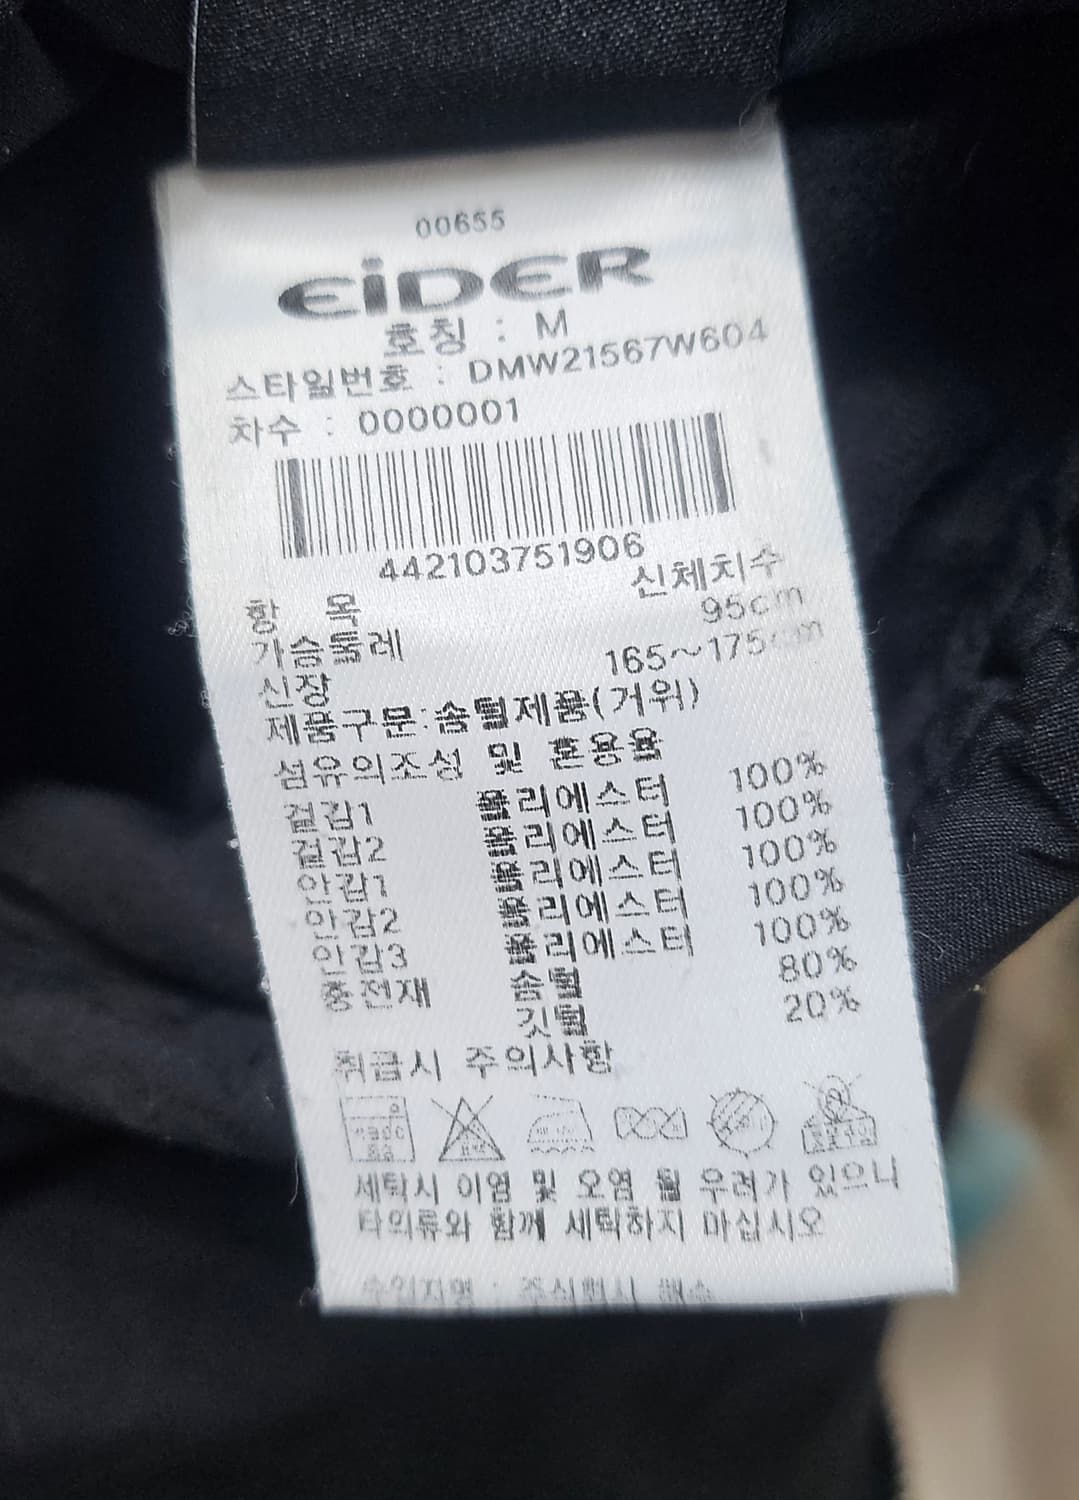 00655
EiDER
호칭 : M
스타일번호 : DMW21567W604
차수 : 0000001
442103751906
항 목 신체치수
가슴둘레 95cm
신장 165~175cm
제품구분:솜털제품(거위)
섬유의조성 및 혼용율
겉감1 폴리에스터 100%
겉감2 폴리에스터 100%
안감1 폴리에스터 100%
안감2 폴리에스터 100%
안감3 폴리에스터 100%
충전재 솜털 80%
깃털 20%
취급시 주의사항
세탁시 이염 및 오염 될 우려가 있으니
타의류와 함께 세탁하지 마십시오